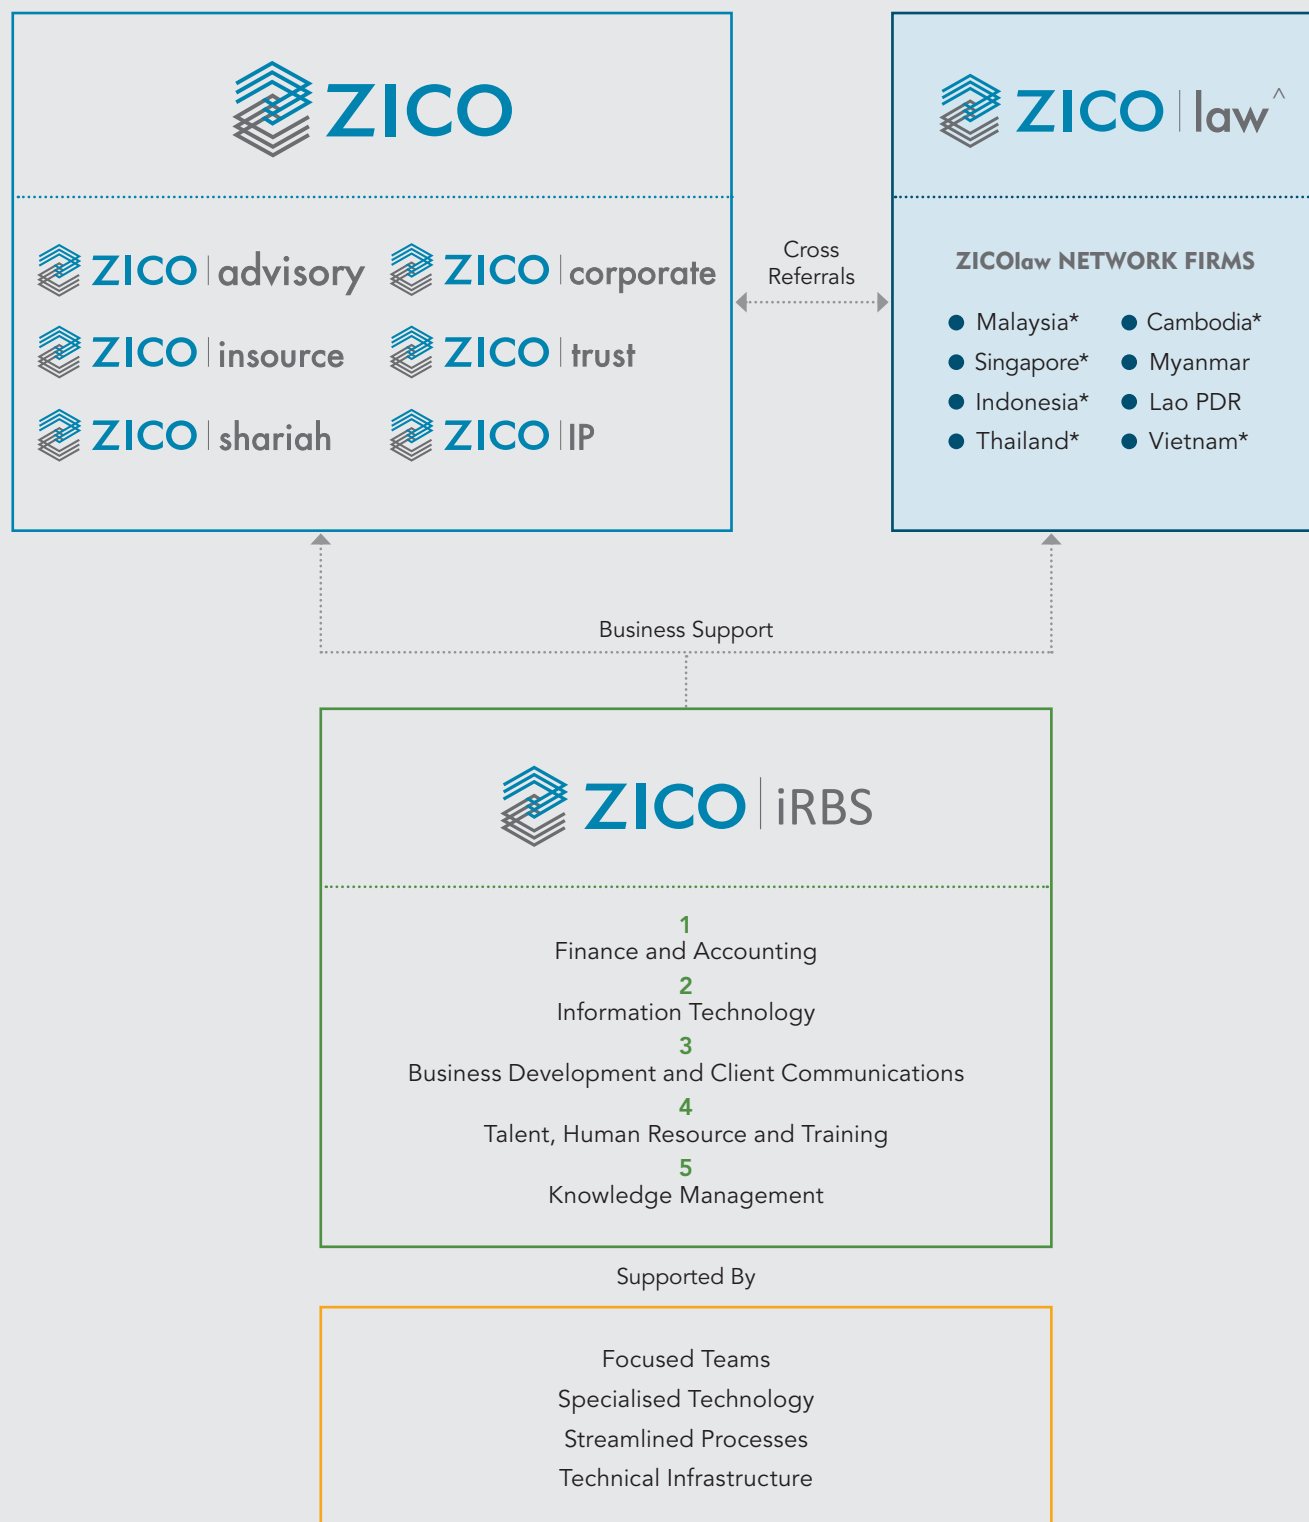 ZICO
ZICO | advisory
ZICO | corporate
ZICO | insource
ZICO | trust
ZICO | shariah
ZICO | IP
Cross
Referrals
ZICO | law^
ZICOlaw NETWORK FIRMS
Malaysia*
Cambodia*
Singapore*
Myanmar
Indonesia*
Lao PDR
Thailand*
Vietnam*
Business Support
ZICO | iRBS
1
Finance and Accounting
2
Information Technology
3
Business Development and Client Communications
4
Talent, Human Resource and Training
5
Knowledge Management
Supported By
Focused Teams
Specialised Technology
Streamlined Processes
Technical Infrastructure